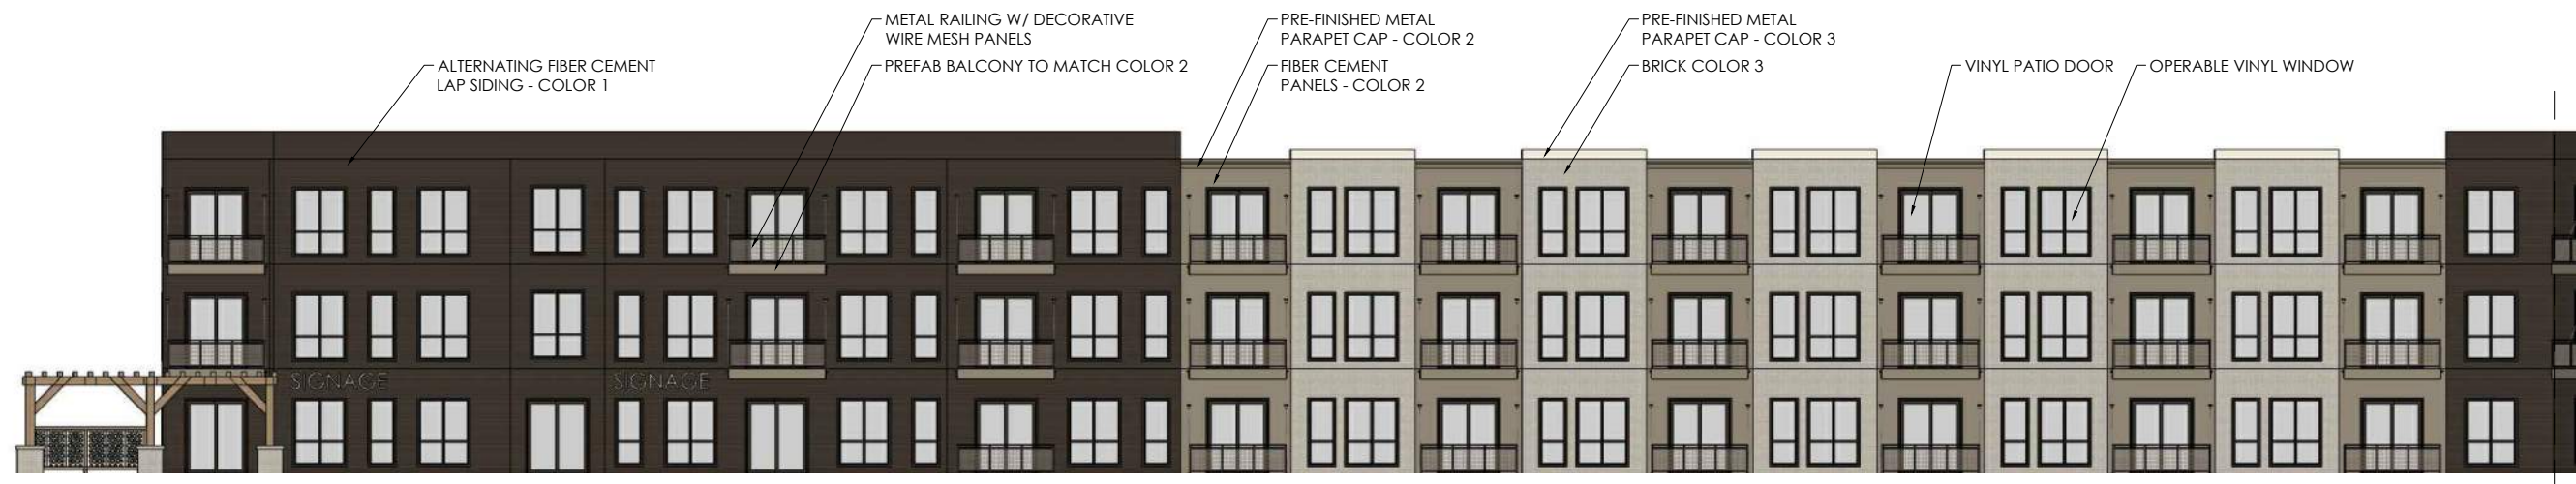 METAL RAILING W/ DECORATIVE
WIRE MESH PANELS
PRE-FINISHED METAL
PARAPET CAP - COLOR 2
PRE-FINISHED METAL
PARAPET CAP - COLOR 3
ALTERNATING FIBER CEMENT
LAP SIDING - COLOR 1
PREFAB BALCONY TO MATCH COLOR 2
FIBER CEMENT
PANELS - COLOR 2
BRICK COLOR 3
VINYL PATIO DOOR
OPERABLE VINYL WINDOW
SIGNAGE
SIGNAGE